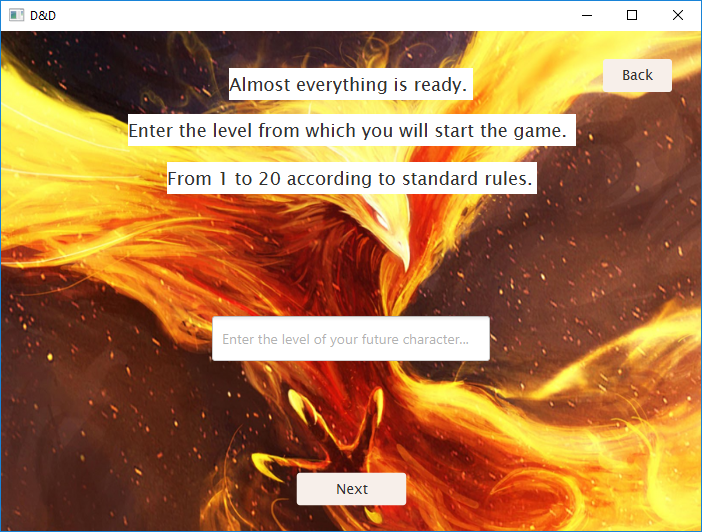 D&D
Back
Almost everything is ready.
Enter the level from which you will start the game.
From 1 to 20 according to standard rules.
Enter the level of your future character...
Next